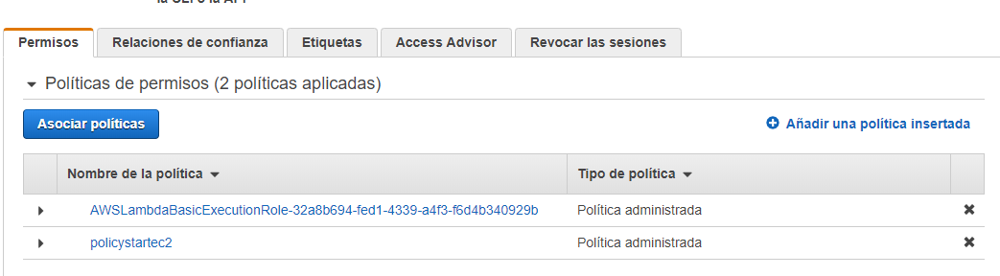 la CLI o la API
Permisos
Relaciones de confianza
Etiquetas
Access Advisor
Revocar las sesiones
Políticas de permisos (2 políticas aplicadas)
Asociar políticas
Añadir una política insertada
Nombre de la política
Tipo de política
AWSLambdaBasicExecutionRole-32a8b694-fed1-4339-a4f3-f6d4b340929b
Política administrada
policystartec2
Política administrada